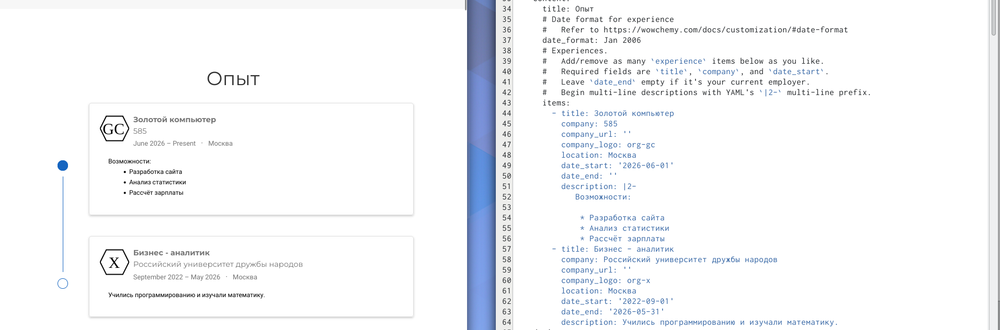 Опыт
GC
Золотой компьютер
585
June 2026 – Present · Москва
Возможности:
• Разработка сайта
• Анализ статистики
• Рассчёт зарплаты
X
Бизнес - аналитик
Российский университет дружбы народов
September 2022 – May 2026 · Москва
Учились программированию и изучали математику.
34 title: Опыт
35 # Date format for experience
36 #   Refer to https://wowchemy.com/docs/customization/#date-format
37 date_format: Jan 2006
38 # Experiences.
39 #   Add/remove as many `experience` items below as you like.
40 #   Required fields are `title`, `company`, and `date_start`.
41 #   Leave `date_end` empty if it's your current employer.
42 #   Begin multi-line descriptions with YAML's `|2-` multi-line prefix.
43 items:
44 - title: Золотой компьютер
45 company: 585
46 company_url: ''
47 company_logo: org-gc
48 location: Москва
49 date_start: '2026-06-01'
50 date_end: ''
51 description: |2-
52 Возможности:
53
54 * Разработка сайта
55 * Анализ статистики
56 * Рассчёт зарплаты
57 - title: Бизнес - аналитик
58 company: Российский университет дружбы народов
59 company_url: ''
60 company_logo: org-x
61 location: Москва
62 date_start: '2022-09-01'
63 date_end: '2026-05-31'
64 description: Учились программированию и изучали математику.